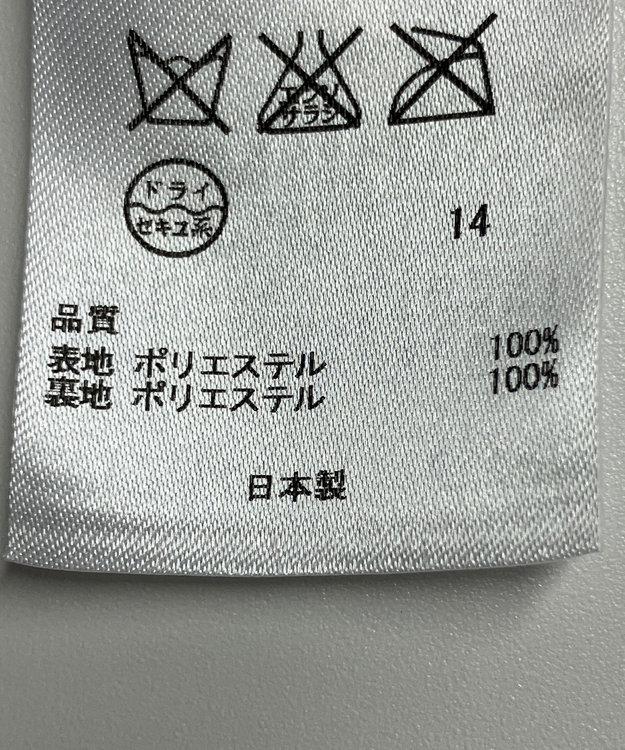 エンソ
サラシ
ドライ
セキユ系
14
品質
表地 ポリエステル 100%
裏地 ポリエステル 100%
日本製